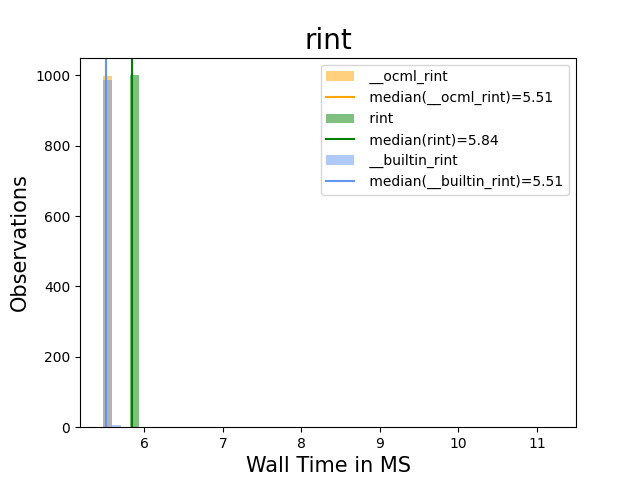 rint
__ocml_rint
median(__ocml_rint)=5.51
rint
median(rint)=5.84
__builtin_rint
median(__builtin_rint)=5.51
Observations
1000
800
600
400
200
0
6 7 8 9 10 11
Wall Time in MS